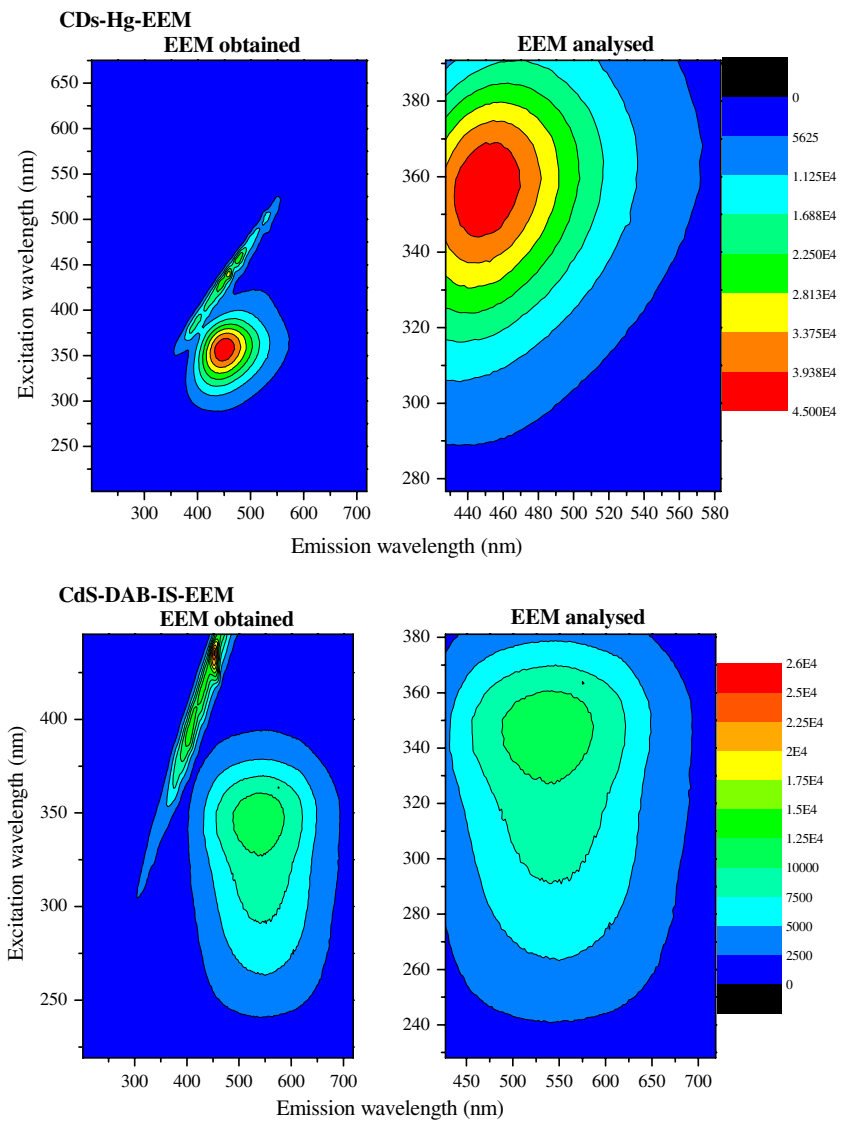 CDs-Hg-EEM
EEM obtained
EEM analysed
650
600
550
500
450
400
350
300
250
300 400 500 600 700
380
360
340
320
300
280
440 460 480 500 520 540 560 580
0
5625
1.125E4
1.688E4
2.250E4
2.813E4
3.375E4
3.938E4
4.500E4
Excitation wavelength (nm)
Emission wavelength (nm)
CdS-DAB-IS-EEM
EEM obtained
EEM analysed
400
350
300
250
300 400 500 600 700
380
360
340
320
300
280
260
240
450 500 550 600 650 700
2.6E4
2.5E4
2.25E4
2E4
1.75E4
1.5E4
1.25E4
10000
7500
5000
2500
0
Excitation wavelength (nm)
Emission wavelength (nm)